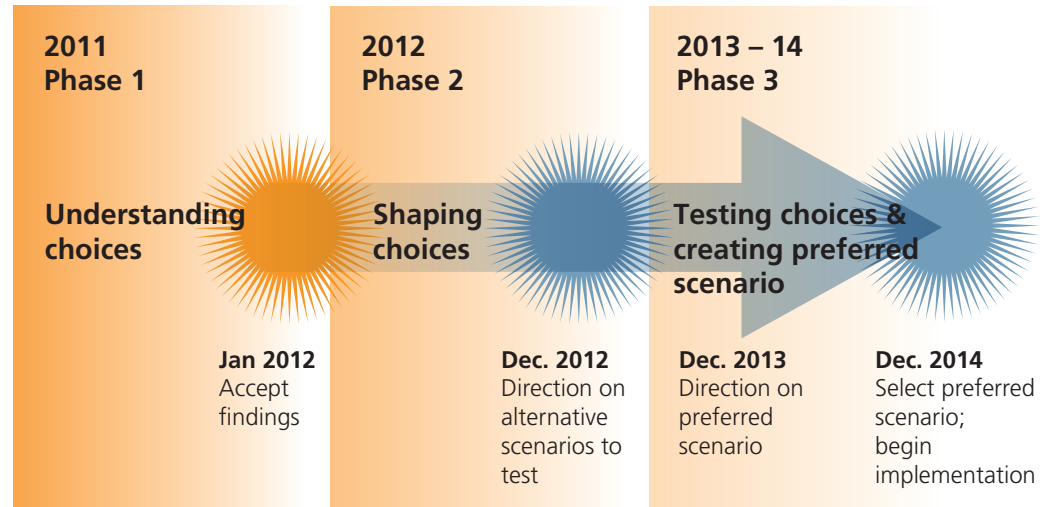 2011
Phase 1
2012
Phase 2
2013 – 14
Phase 3
Understanding
choices
Shaping
choices
Testing choices &
creating preferred
scenario
Jan 2012
Accept
findings
Dec. 2012
Direction on
alternative
scenarios to
test
Dec. 2013
Direction on
preferred
scenario
Dec. 2014
Select preferred
scenario;
begin
implementation